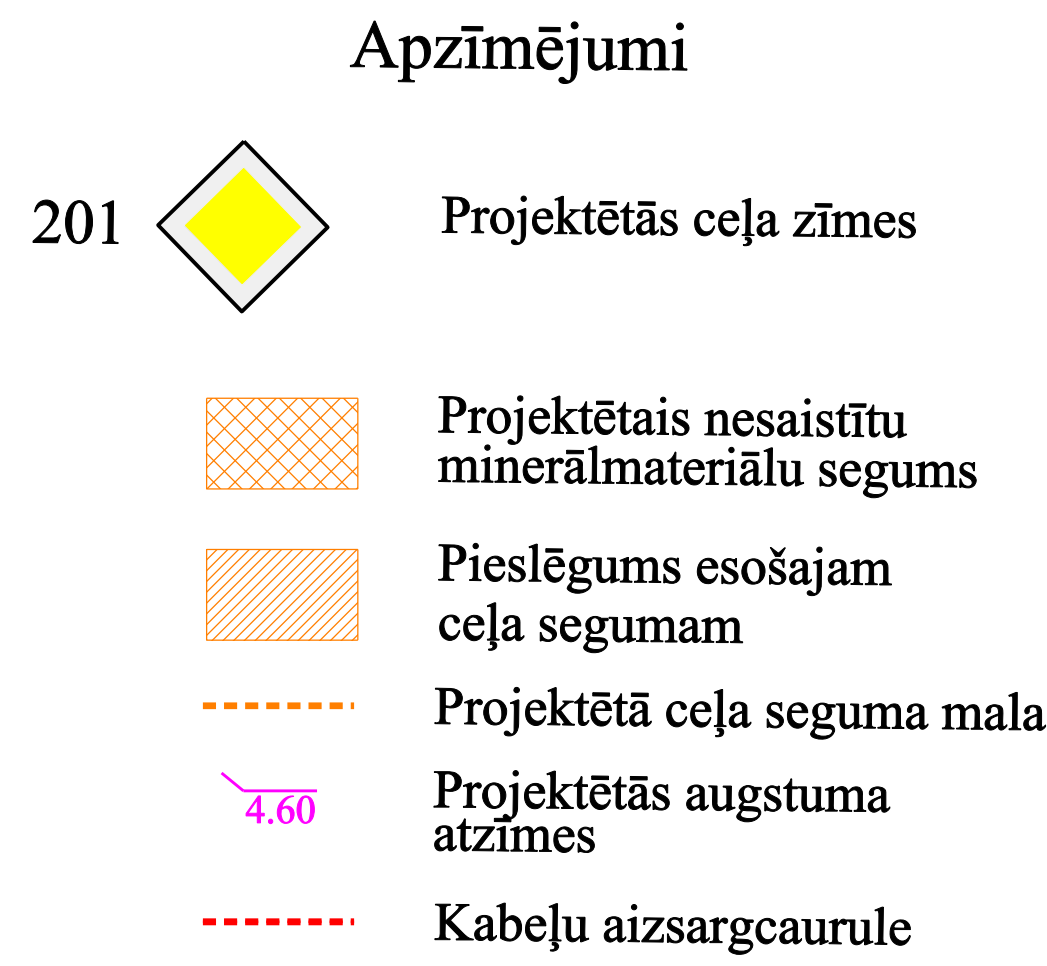 Apzīmējumi
201 Projektētās ceļa zīmes
Projektētais nesaistītu
minerālmateriālu segums
Pieslēgums esošajam
ceļa segumam
Projektētā ceļa seguma mala
4.60
Projektētās augstuma
atzīmes
Kabeļu aizsargcaurule